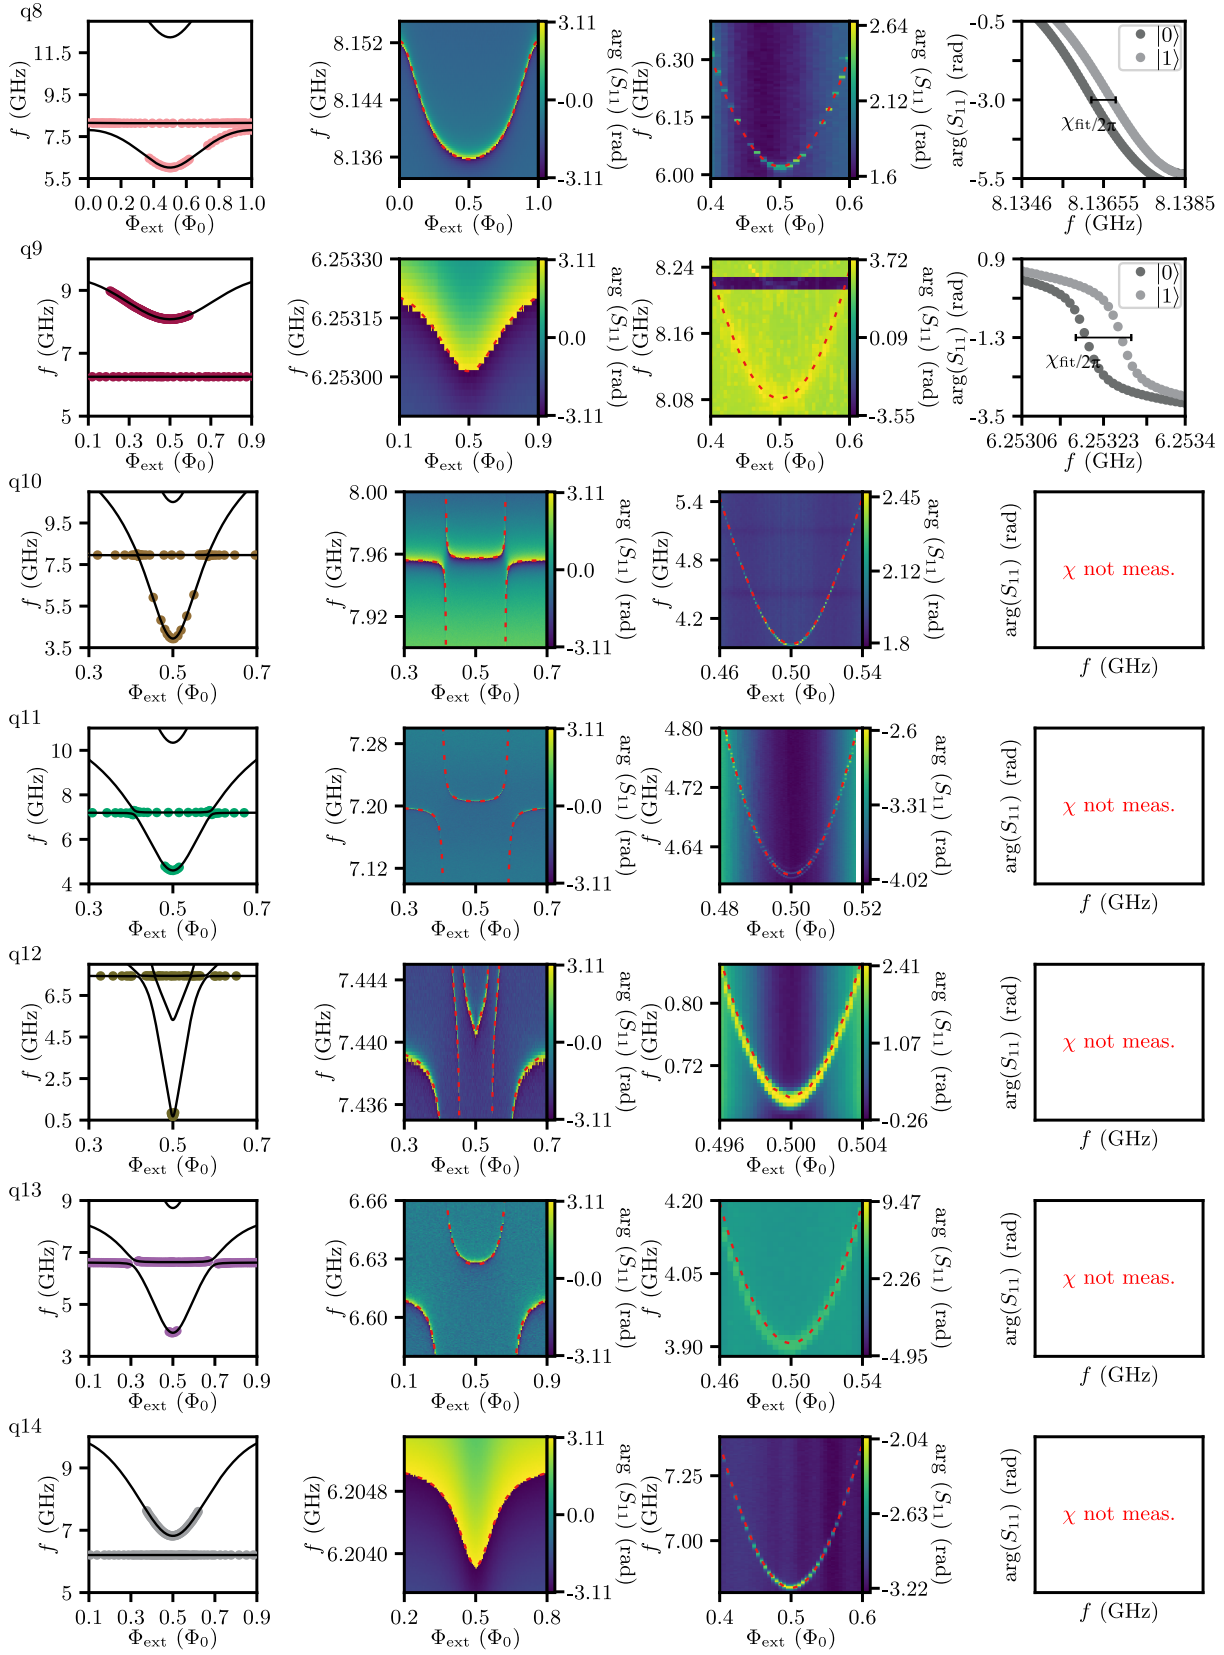 q8
11.5
9.5
7.5
5.5
f (GHz)
0.0 0.2 0.4 0.6 0.8 1.0
Φext (Φ0)
8.152
8.144
8.136
f (GHz)
0.0 0.5 1.0
Φext (Φ0)
3.11
-0.0
-3.11
arg (S11) (rad)
6.30
6.15
6.00
f (GHz)
0.4 0.5 0.6
Φext (Φ0)
2.64
2.12
1.6
arg (S11) (rad)
-0.5
-3.0
-5.5
arg(S11) (rad)
|0⟩
|1⟩
χfit/2π
8.1346 8.13655 8.1385
f (GHz)
q9
9
7
5
f (GHz)
0.1 0.3 0.5 0.7 0.9
Φext (Φ0)
6.25330
6.25315
6.25300
f (GHz)
0.1 0.5 0.9
Φext (Φ0)
3.11
0.0
-3.11
arg (S11) (rad)
8.24
8.16
8.08
f (GHz)
0.4 0.5 0.6
Φext (Φ0)
3.72
0.09
-3.55
arg (S11) (rad)
0.9
-1.3
-3.5
arg(S11) (rad)
|0⟩
|1⟩
χfit/2π
6.25306 6.25323 6.2534
f (GHz)
q10
9.5
7.5
5.5
3.5
f (GHz)
0.3 0.5 0.7
Φext (Φ0)
8.00
7.96
7.92
f (GHz)
0.3 0.5 0.7
Φext (Φ0)
3.11
0.0
-3.11
arg (S11) (rad)
5.4
4.8
4.2
f (GHz)
0.46 0.50 0.54
Φext (Φ0)
2.45
2.12
1.8
arg (S11) (rad)
arg(S11) (rad)
χ not meas.
f (GHz)
q11
10
8
6
4
f (GHz)
0.3 0.5 0.7
Φext (Φ0)
7.28
7.20
7.12
f (GHz)
0.3 0.5 0.7
Φext (Φ0)
3.11
-0.0
-3.11
arg (S11) (rad)
4.80
4.72
4.64
f (GHz)
0.48 0.50 0.52
Φext (Φ0)
-2.6
-3.31
-4.02
arg (S11) (rad)
arg(S11) (rad)
χ not meas.
f (GHz)
q12
6.5
4.5
2.5
0.5
f (GHz)
0.3 0.5 0.7
Φext (Φ0)
7.444
7.440
7.436
f (GHz)
0.3 0.5 0.7
Φext (Φ0)
3.11
-0.0
-3.11
arg (S11) (rad)
0.80
0.72
f (GHz)
0.496 0.500 0.504
Φext (Φ0)
2.41
1.07
-0.26
arg (S11) (rad)
arg(S11) (rad)
χ not meas.
f (GHz)
q13
9
7
5
3
f (GHz)
0.1 0.3 0.5 0.7 0.9
Φext (Φ0)
6.66
6.63
6.60
f (GHz)
0.1 0.5 0.9
Φext (Φ0)
3.11
-0.0
-3.11
arg (S11) (rad)
4.20
4.05
3.90
f (GHz)
0.46 0.50 0.54
Φext (Φ0)
9.47
2.26
-4.95
arg (S11) (rad)
arg(S11) (rad)
χ not meas.
f (GHz)
q14
9
7
5
f (GHz)
0.1 0.3 0.5 0.7 0.9
Φext (Φ0)
6.2048
6.2040
f (GHz)
0.2 0.5 0.8
Φext (Φ0)
3.11
0.0
-3.11
arg (S11) (rad)
7.25
7.00
f (GHz)
0.4 0.5 0.6
Φext (Φ0)
-2.04
-2.63
-3.22
arg (S11) (rad)
arg(S11) (rad)
χ not meas.
f (GHz)